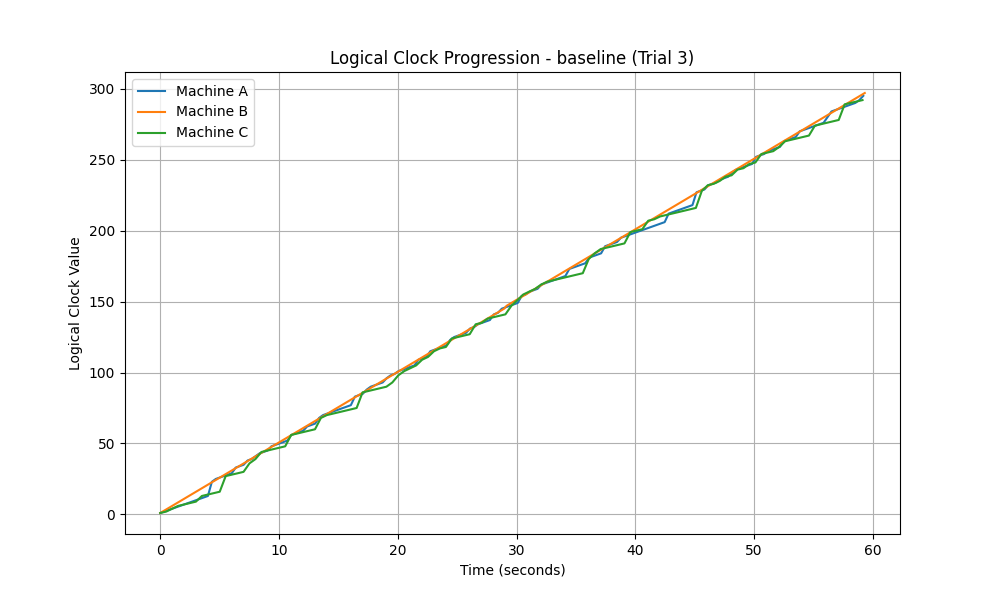 Logical Clock Progression - baseline (Trial 3)
Machine A
Machine B
Machine C
300
250
200
150
100
50
0
Logical Clock Value
0 10 20 30 40 50 60
Time (seconds)